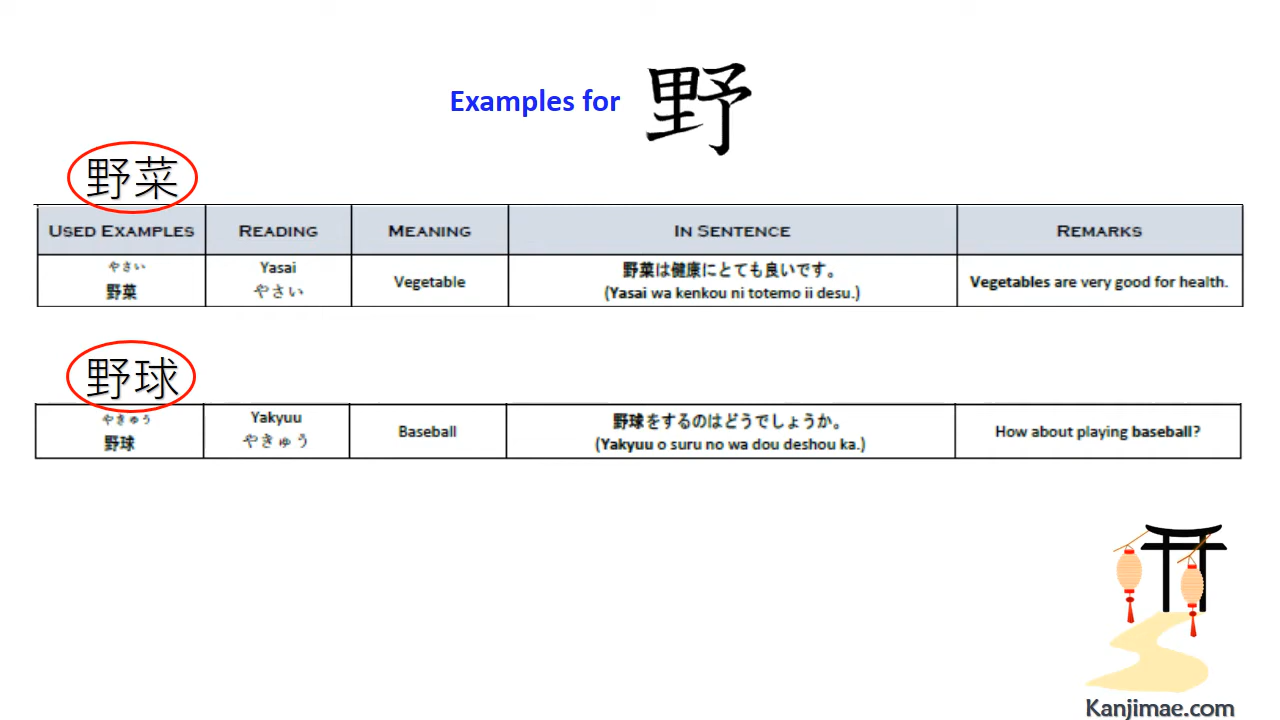 Examples for 野
野菜
USED EXAMPLES READING MEANING IN SENTENCE REMARKS
やさい
野菜
Yasai
やさい
Vegetable
野菜は健康にとても良いです。
(Yasai wa kenkou ni totemo ii desu.)
Vegetables are very good for health.
野球
やきゅう
野球
Yakyuu
やきゅう
Baseball
野球をするのはどうでしょうか。
(Yakyuu o suru no wa dou deshou ka.)
How about playing baseball?
Kanjimae.com